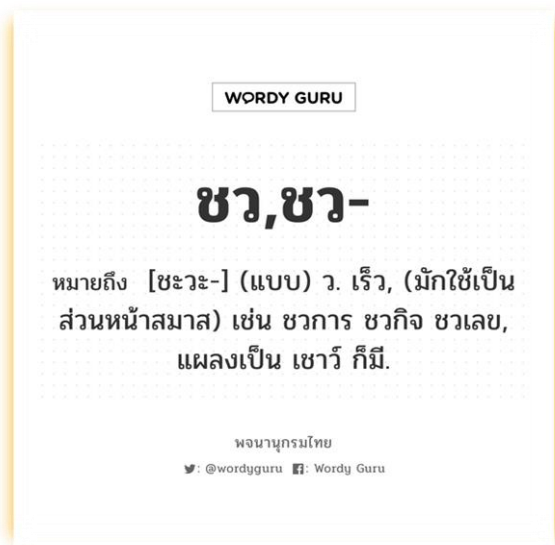 WORDY GURU
ชว,ชว-
หมายถึง [ชะวะ-] (แบบ) ว. เร็ว, (มักใช้เป็น
ส่วนหน้าสมาส) เช่น ชวการ ชวกิจ ชวเลข,
แผลงเป็น เชาว์ ก็มี.
พจนานุกรมไทย
: @wordyguru : Wordy Guru